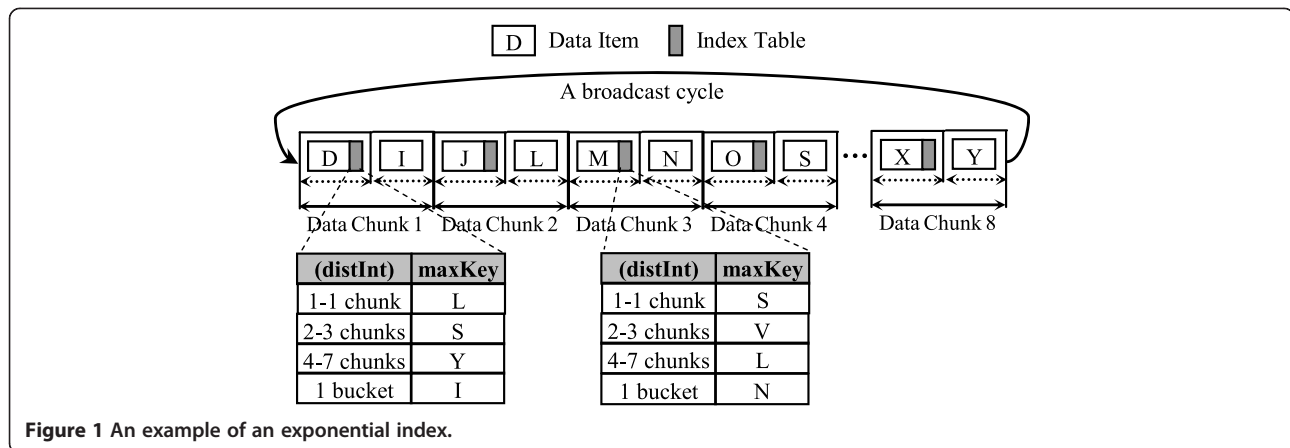 D Data Item Index Table
A broadcast cycle
D I J L M N O S ••• X Y
Data Chunk 1 Data Chunk 2 Data Chunk 3 Data Chunk 4 Data Chunk 8
(distInt) maxKey
1-1 chunk L
2-3 chunks S
4-7 chunks Y
1 bucket I
(distInt) maxKey
1-1 chunk S
2-3 chunks V
4-7 chunks L
1 bucket N
Figure 1 An example of an exponential index.